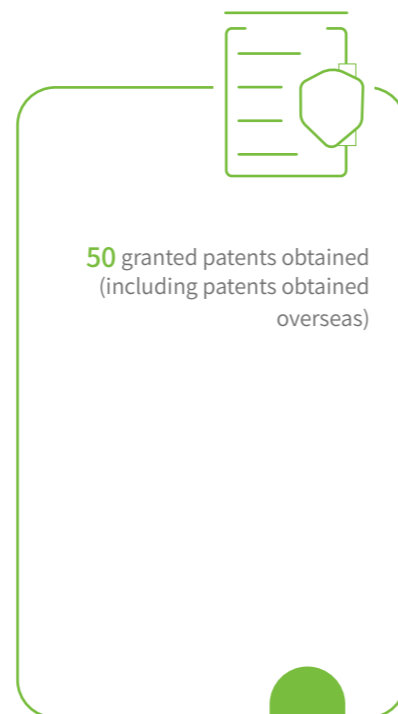 50 granted patents obtained
(including patents obtained
overseas)